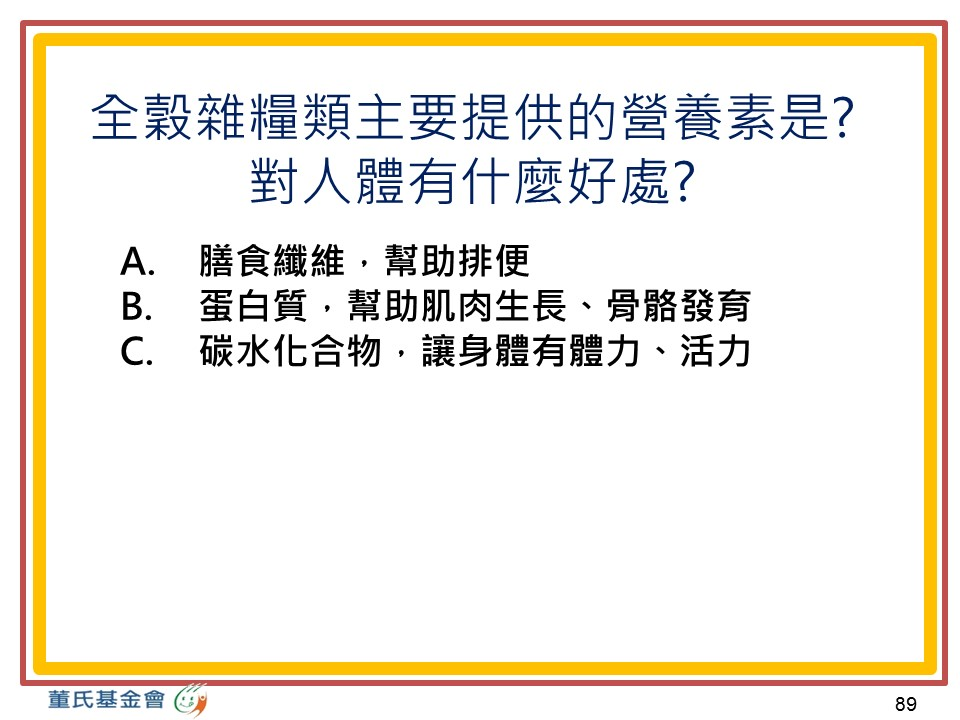 全穀雜糧類主要提供的營養素是?
對人體有什麼好處?
A. 膳食纖維，幫助排便
B. 蛋白質，幫助肌肉生長、骨骼發育
C. 碳水化合物，讓身體有體力、活力
董氏基金會
89